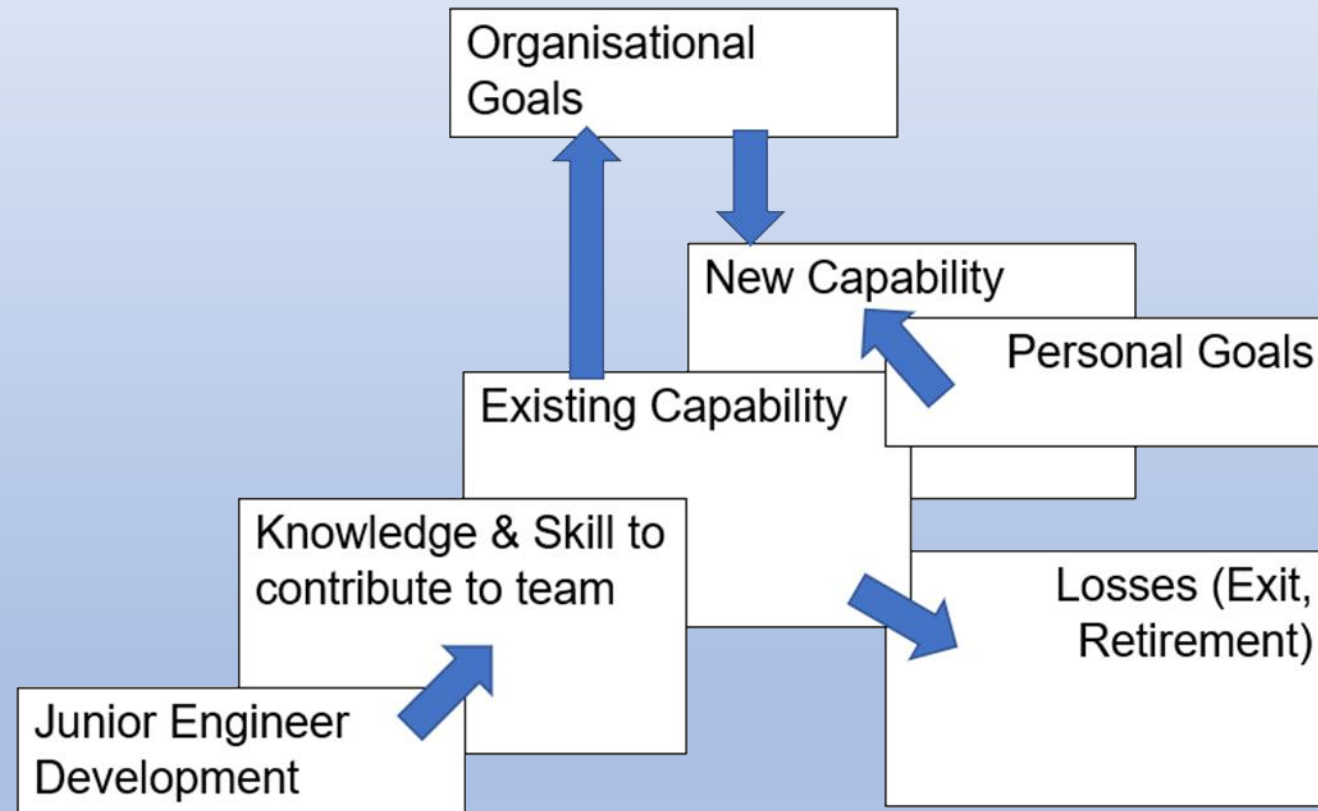 Organisational
Goals
New Capability
Personal Goals
Existing Capability
Knowledge & Skill to
contribute to team
Losses (Exit,
Retirement)
Junior Engineer
Development